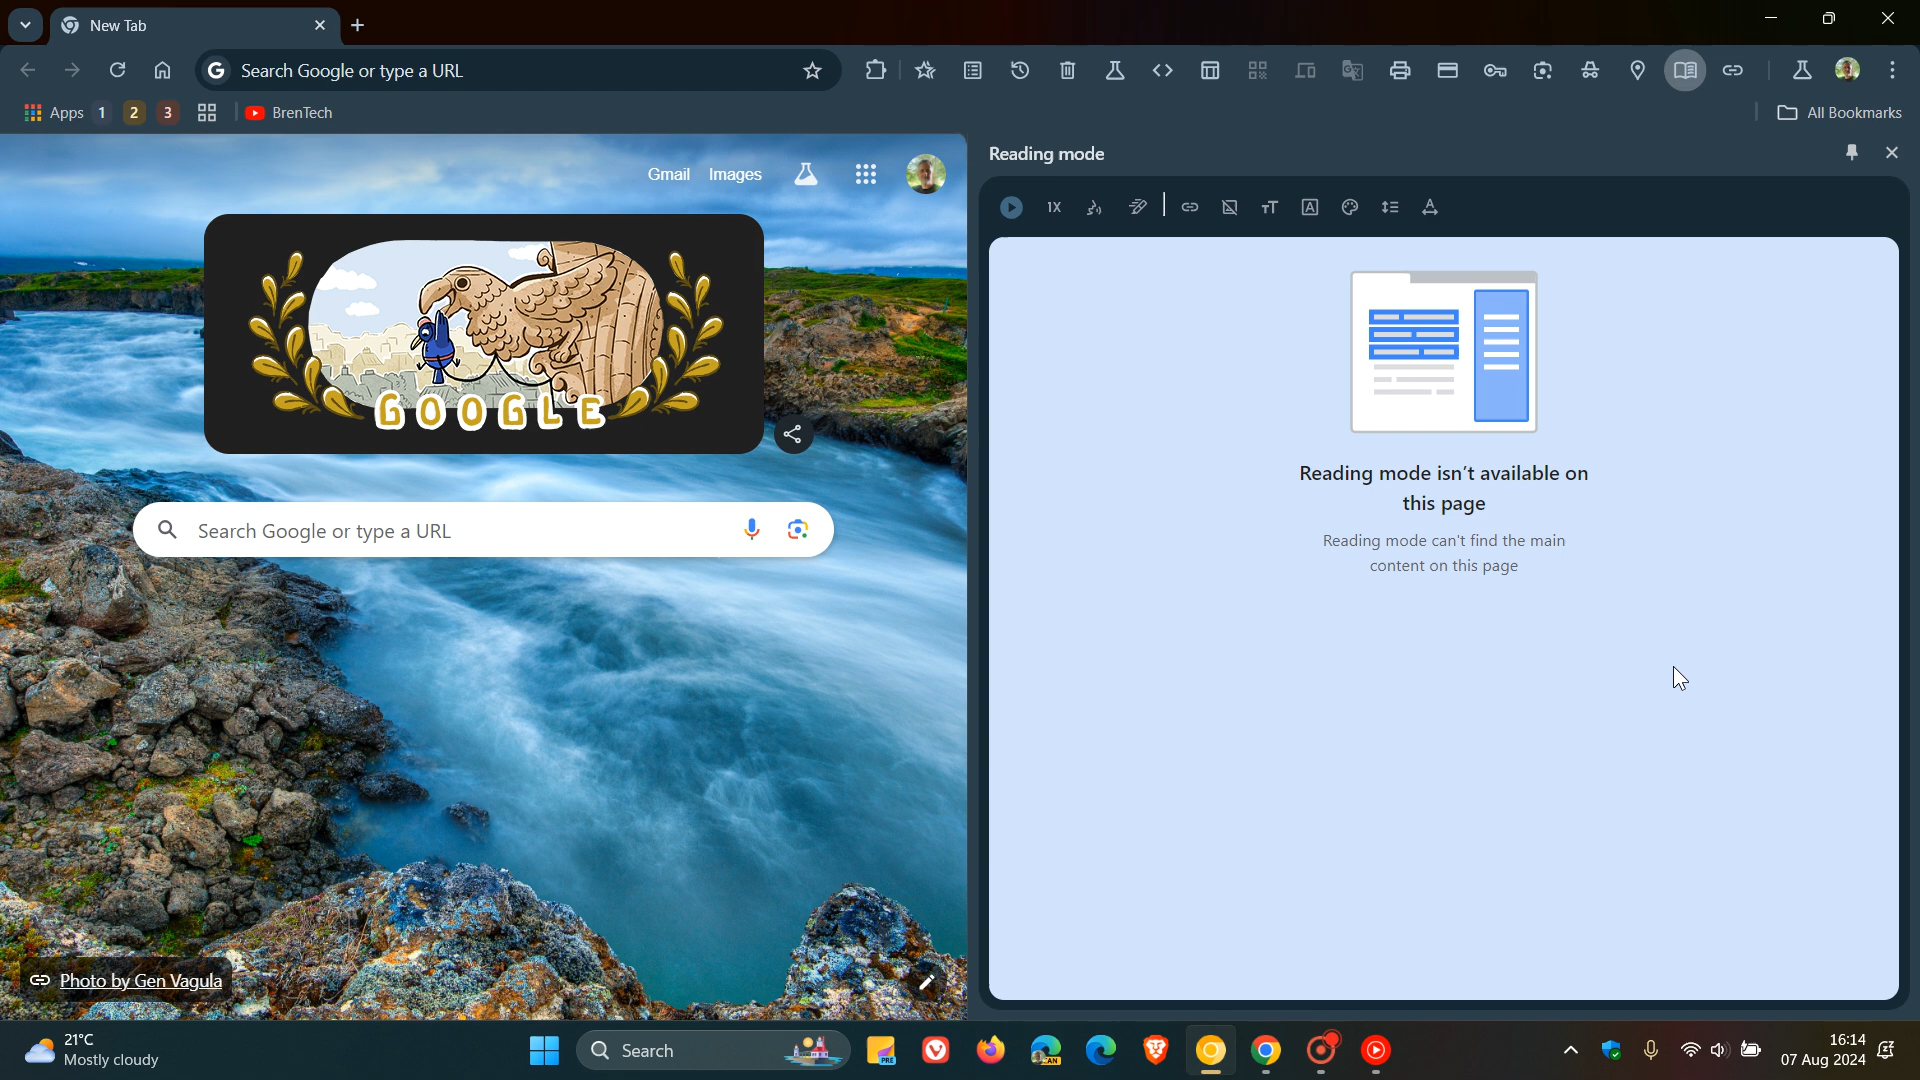 New Tab
Search Google or type a URL
Apps 1 2 3 BrenTech All Bookmarks
Gmail Images
GOOGLE
Search Google or type a URL
Photo by Gen Vagula
Reading mode
1X
Reading mode isn't available on
this page
Reading mode can't find the main
content on this page
21°C
Mostly cloudy
Search
PRE
CAN
16:14
07 Aug 2024